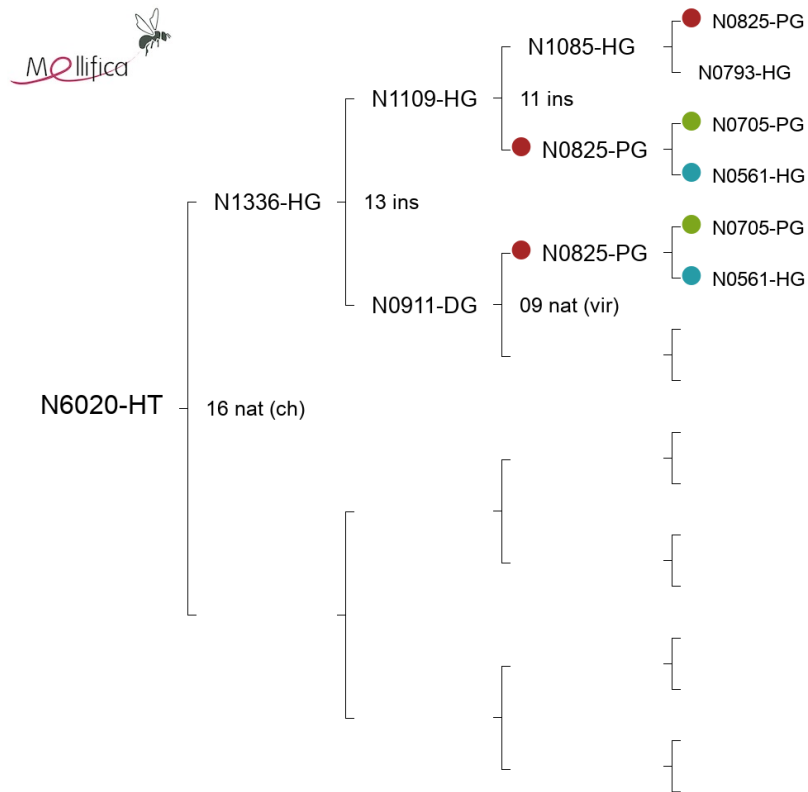 Mellifica
N0825-PG
N1085-HG
N0793-HG
N1109-HG
11 ins
N0705-PG
N0825-PG
N0561-HG
N1336-HG
13 ins
N0705-PG
N0825-PG
N0561-HG
N0911-DG
09 nat (vir)
N6020-HT
16 nat (ch)